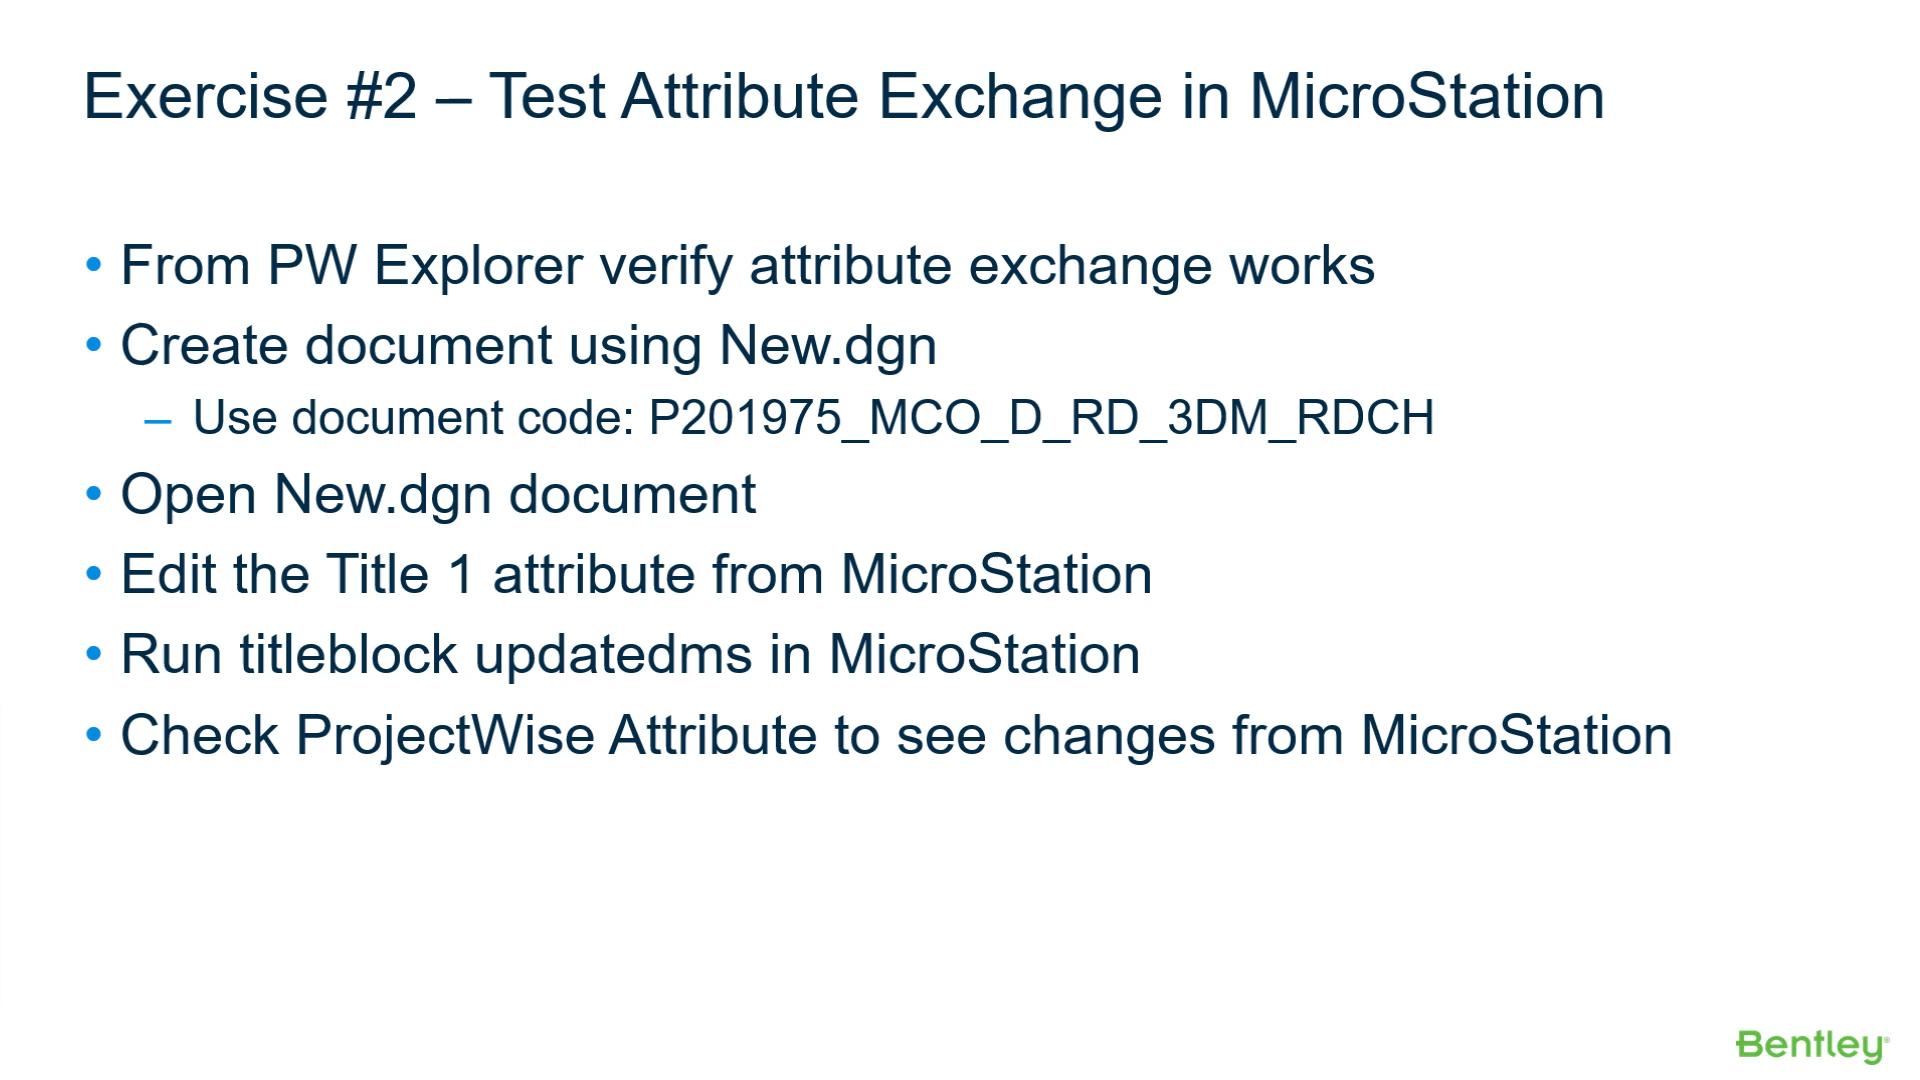 Exercise #2 – Test Attribute Exchange in MicroStation
• From PW Explorer verify attribute exchange works
• Create document using New.dgn
– Use document code: P201975_MCO_D_RD_3DM_RDCH
• Open New.dgn document
• Edit the Title 1 attribute from MicroStation
• Run titleblock updatedms in MicroStation
• Check ProjectWise Attribute to see changes from MicroStation
Bentley®